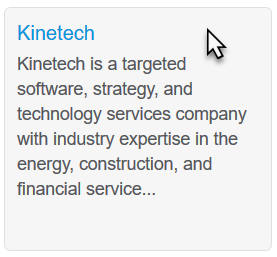 Kinetech
Kinetech is a targeted
software, strategy, and
technology services company
with industry expertise in the
energy, construction, and
financial service...